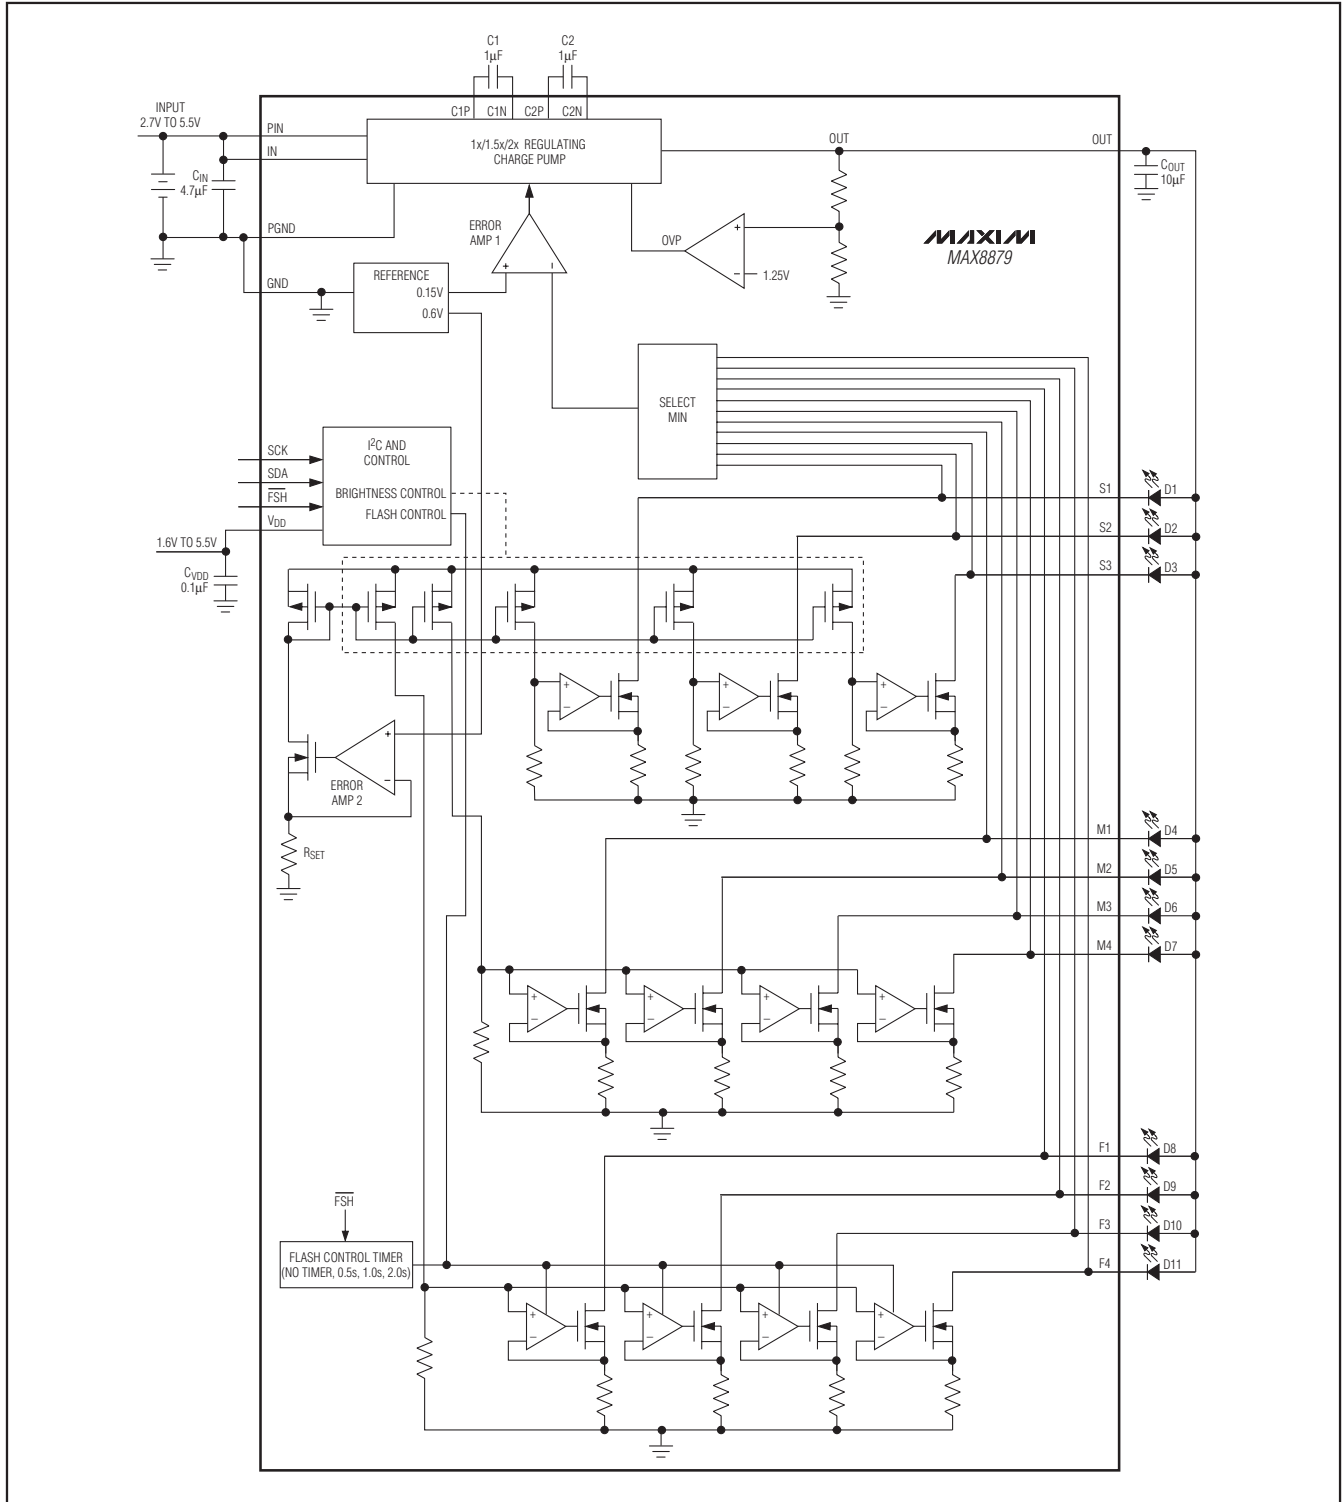 C1
1µF
C2
1µF
INPUT
2.7V TO 5.5V
C1P
C1N
C2P
C2N
PIN
IN
1x/1.5x/2x REGULATING
CHARGE PUMP
OUT
OUT
CIN
4.7µF
COUT
10µF
PGND
ERROR
AMP 1
+
–
OVP
+
–
1.25V
MAXIM
MAX8879
GND
REFERENCE
0.15V
0.6V
SELECT
MIN
SCK
SDA
FSH
VDD
I2C AND
CONTROL
BRIGHTNESS CONTROL
FLASH CONTROL
1.6V TO 5.5V
CVDD
0.1µF
S1
D1
S2
D2
S3
D3
+
–
+
–
+
–
+
–
ERROR
AMP 2
RSET
M1
D4
M2
D5
M3
D6
M4
D7
+
–
+
–
+
–
+
–
F1
D8
F2
D9
F3
D10
F4
D11
FSH
FLASH CONTROL TIMER
(NO TIMER, 0.5s, 1.0s, 2.0s)
+
–
+
–
+
–
+
–